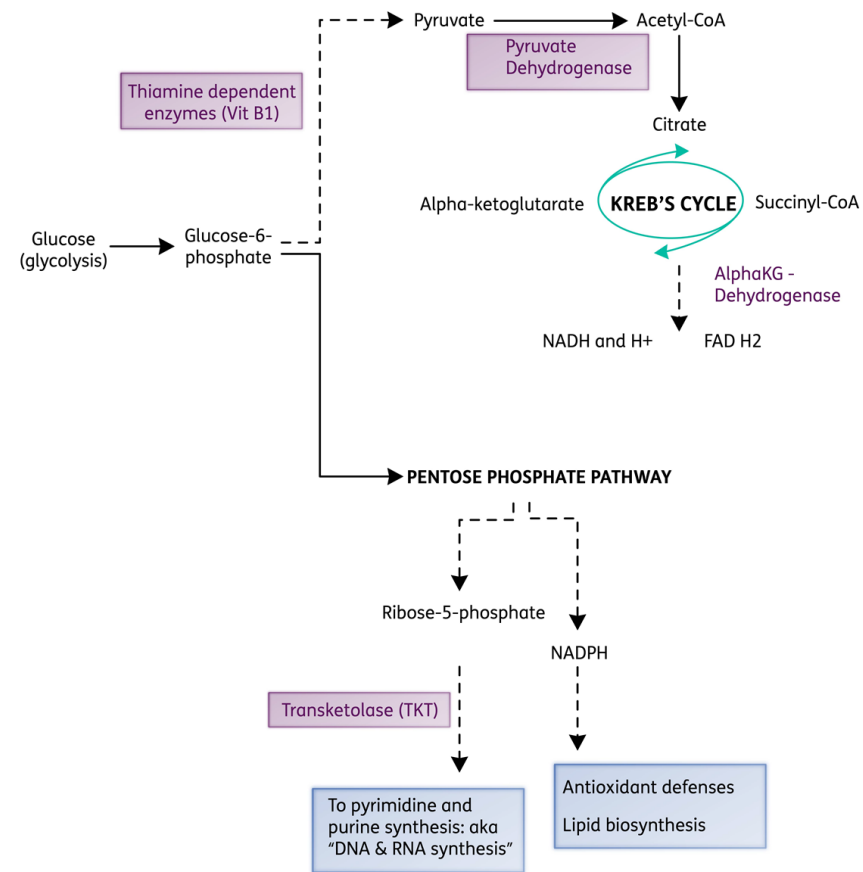 Pyruvate
Acetyl-CoA
Pyruvate
Dehydrogenase
Thiamine dependent
enzymes (Vit B1)
Citrate
Alpha-ketoglutarate
KREB'S CYCLE
Succinyl-CoA
Glucose
(glycolysis)
Glucose-6-
phosphate
AlphaKG -
Dehydrogenase
NADH and H+
FAD H2
PENTOSE PHOSPHATE PATHWAY
Ribose-5-phosphate
NADPH
Transketolase (TKT)
To pyrimidine and
purine synthesis: aka
“DNA & RNA synthesis”
Antioxidant defenses
Lipid biosynthesis